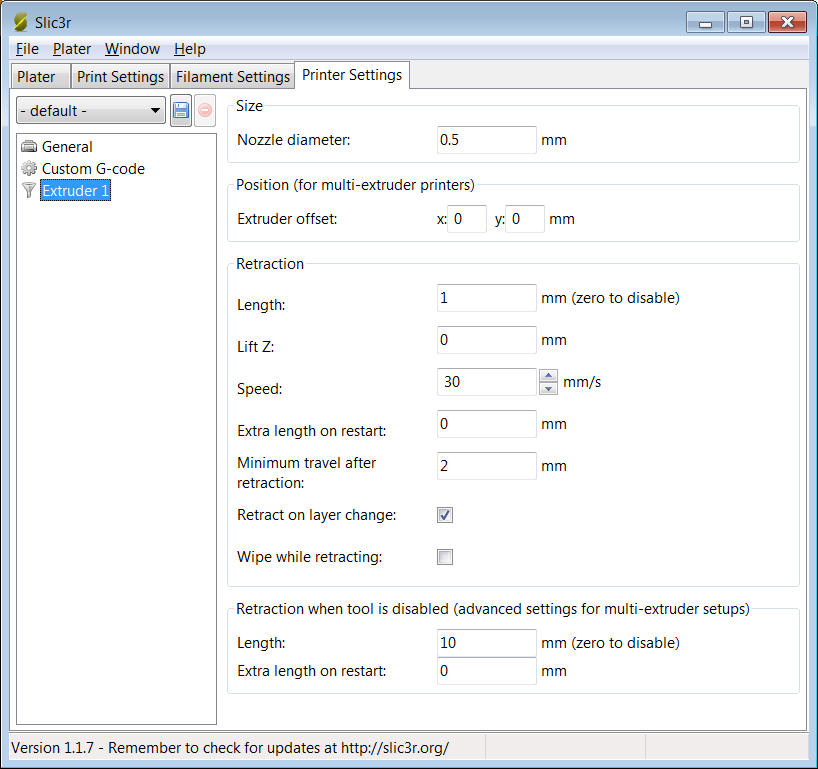 Slic3r
File Plater Window Help
Plater Print Settings Filament Settings Printer Settings
- default -
General
Custom G-code
Extruder 1
Size
Nozzle diameter: 0.5 mm
Position (for multi-extruder printers)
Extruder offset: x: 0 y: 0 mm
Retraction
Length: 1 mm (zero to disable)
Lift Z: 0 mm
Speed: 30 mm/s
Extra length on restart: 0 mm
Minimum travel after
retraction: 2 mm
Retract on layer change:
Wipe while retracting:
Retraction when tool is disabled (advanced settings for multi-extruder setups)
Length: 10 mm (zero to disable)
Extra length on restart: 0 mm
Version 1.1.7 - Remember to check for updates at http://slic3r.org/